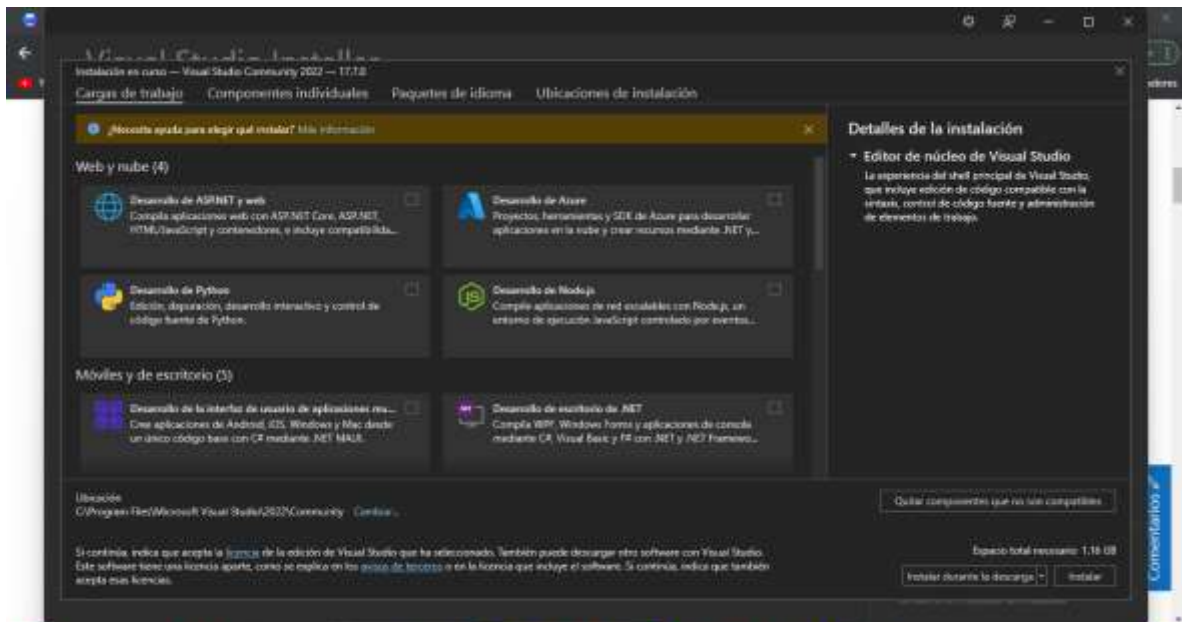 Visual Studio Installer
Instalación en curso — Visual Studio Community 2022 — 17.7.0
Cargas de trabajo Componentes individuales Paquetes de idioma Ubicaciones de instalación
¿Necesita ayuda para elegir qué instalar? Más información
Web y nube (4)
Desarrollo de ASP.NET y web
Compila aplicaciones web con ASP.NET Core, ASP.NET,
HTML/JavaScript y contenedores, e incluye compatibilida...
Desarrollo de Azure
Proyectos, herramientas y SDK de Azure para desarrollar
aplicaciones en la nube y crear recursos mediante .NET y...
Desarrollo de Python
Edición, depuración, desarrollo interactivo y control de
código fuente de Python.
Desarrollo de Node.js
Compile aplicaciones de red escalables con Node.js, un
entorno de ejecución JavaScript controlado por eventos...
Móviles y de escritorio (5)
Desarrollo de la interfaz de usuario de aplicaciones mu...
Cree aplicaciones de Android, iOS, Windows y Mac desde
un único código base con C# mediante .NET MAUI.
Desarrollo de escritorio de .NET
Compila WPF, Windows Forms y aplicaciones de consola
mediante C#, Visual Basic y F# con .NET y .NET Framewo...
Detalles de la instalación
Editor de núcleo de Visual Studio
La experiencia del shell principal de Visual Studio,
que incluye edición de código compatible con la
sintaxis, control de código fuente y administración
de elementos de trabajo.
Ubicación
C:\Program Files\Microsoft Visual Studio\2022\Community Cambiar...
Quitar componentes que no son compatibles
Si continúa, indica que acepta la licencia de la edición de Visual Studio que ha seleccionado. También puede descargar otro software con Visual Studio.
Este software tiene una licencia aparte, como se explica en los avisos de terceros o en la licencia que incluye el software. Si continúa, indica que también
acepta esas licencias.
Espacio total necesario 1.16 GB
Instalar durante la descarga Instalar
Comentarios